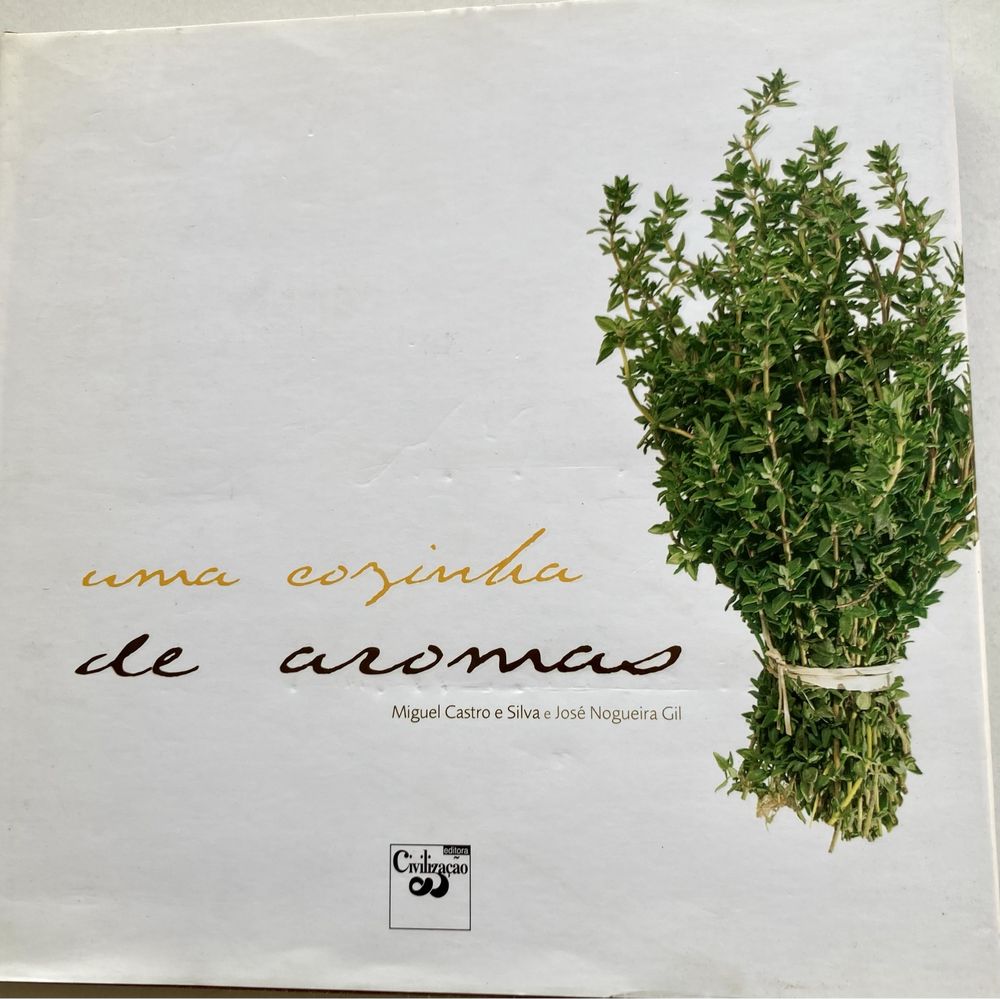 uma cozinha
de aromas
Miguel Castro e Silva e José Nogueira Gil
editora
Civilização